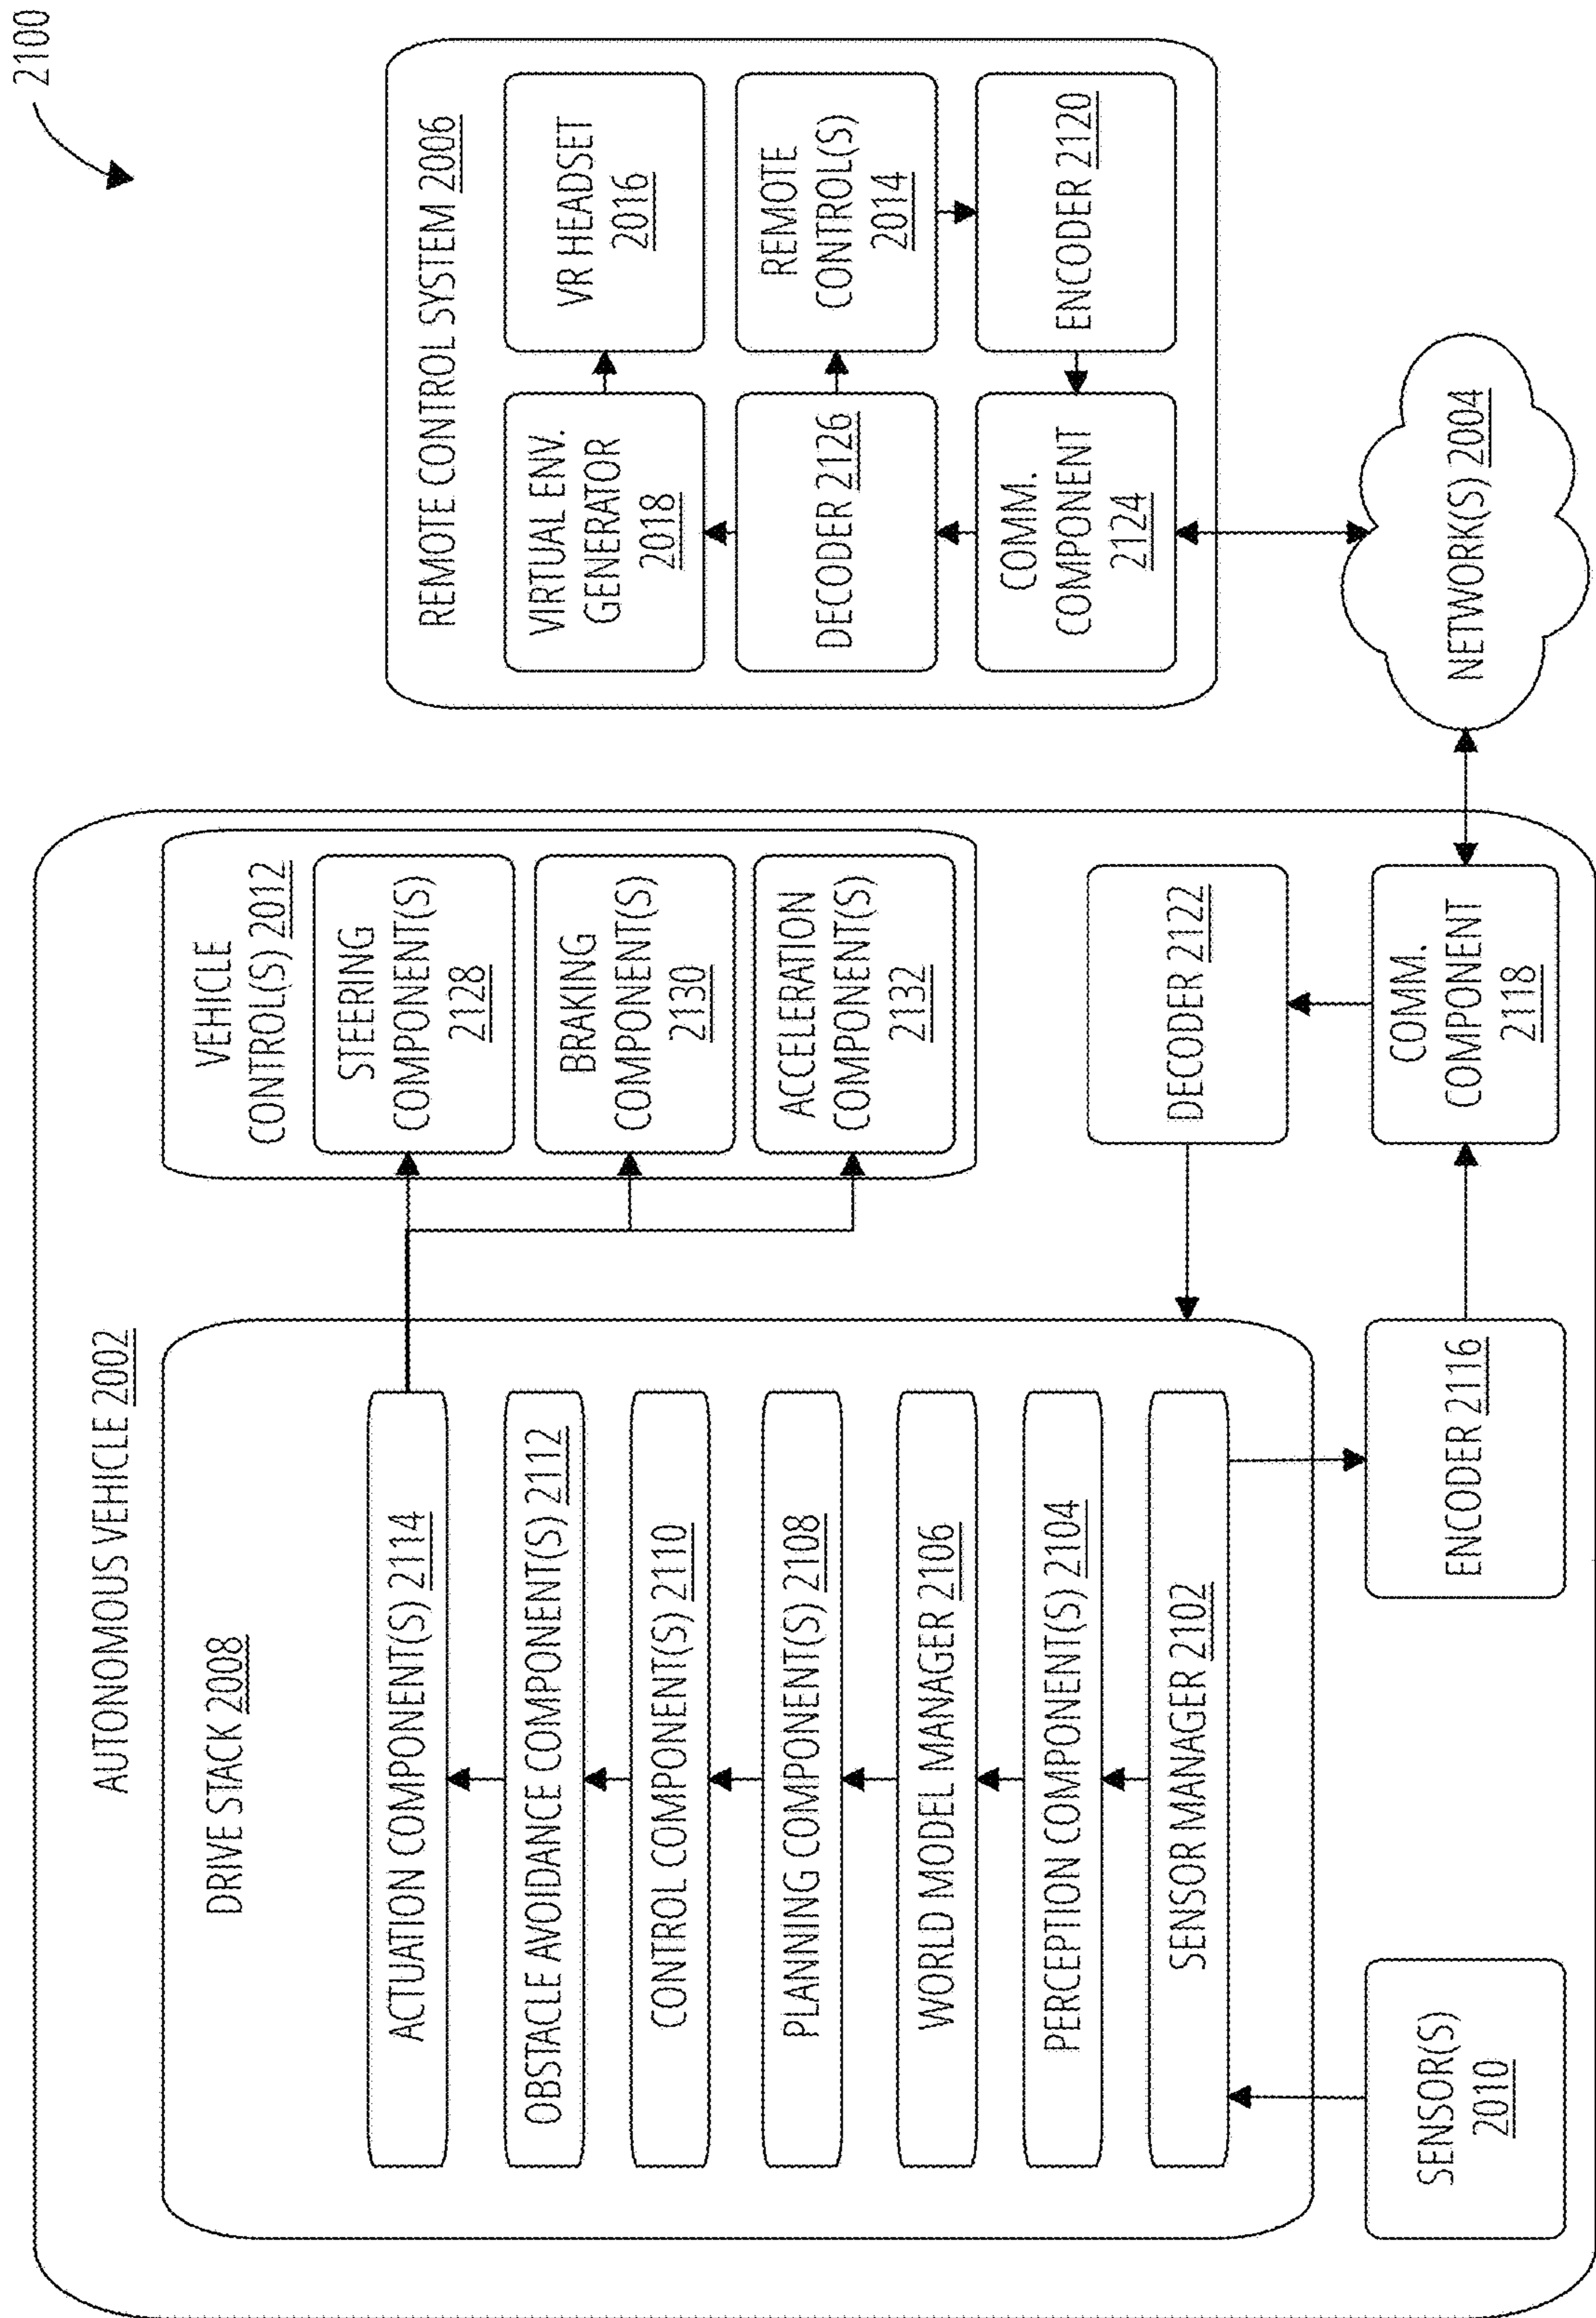 2100
AUTONOMOUS VEHICLE 2002
DRIVE STACK 2008
ACTUATION COMPONENT(S) 2114
OBSTACLE AVOIDANCE COMPONENT(S) 2112
CONTROL COMPONENT(S) 2110
PLANNING COMPONENT(S) 2108
WORLD MODEL MANAGER 2106
PERCEPTION COMPONENT(S) 2104
SENSOR MANAGER 2102
SENSOR(S)
2010
ENCODER 2116
VEHICLE
CONTROL(S) 2012
STEERING
COMPONENT(S)
2128
BRAKING
COMPONENT(S)
2130
ACCELERATION
COMPONENT(S)
2132
DECODER 2122
COMM.
COMPONENT
2118
REMOTE CONTROL SYSTEM 2006
VIRTUAL ENV.
GENERATOR
2018
VR HEADSET
2016
DECODER 2126
REMOTE
CONTROL(S)
2014
COMM.
COMPONENT
2124
ENCODER 2120
NETWORK(S) 2004